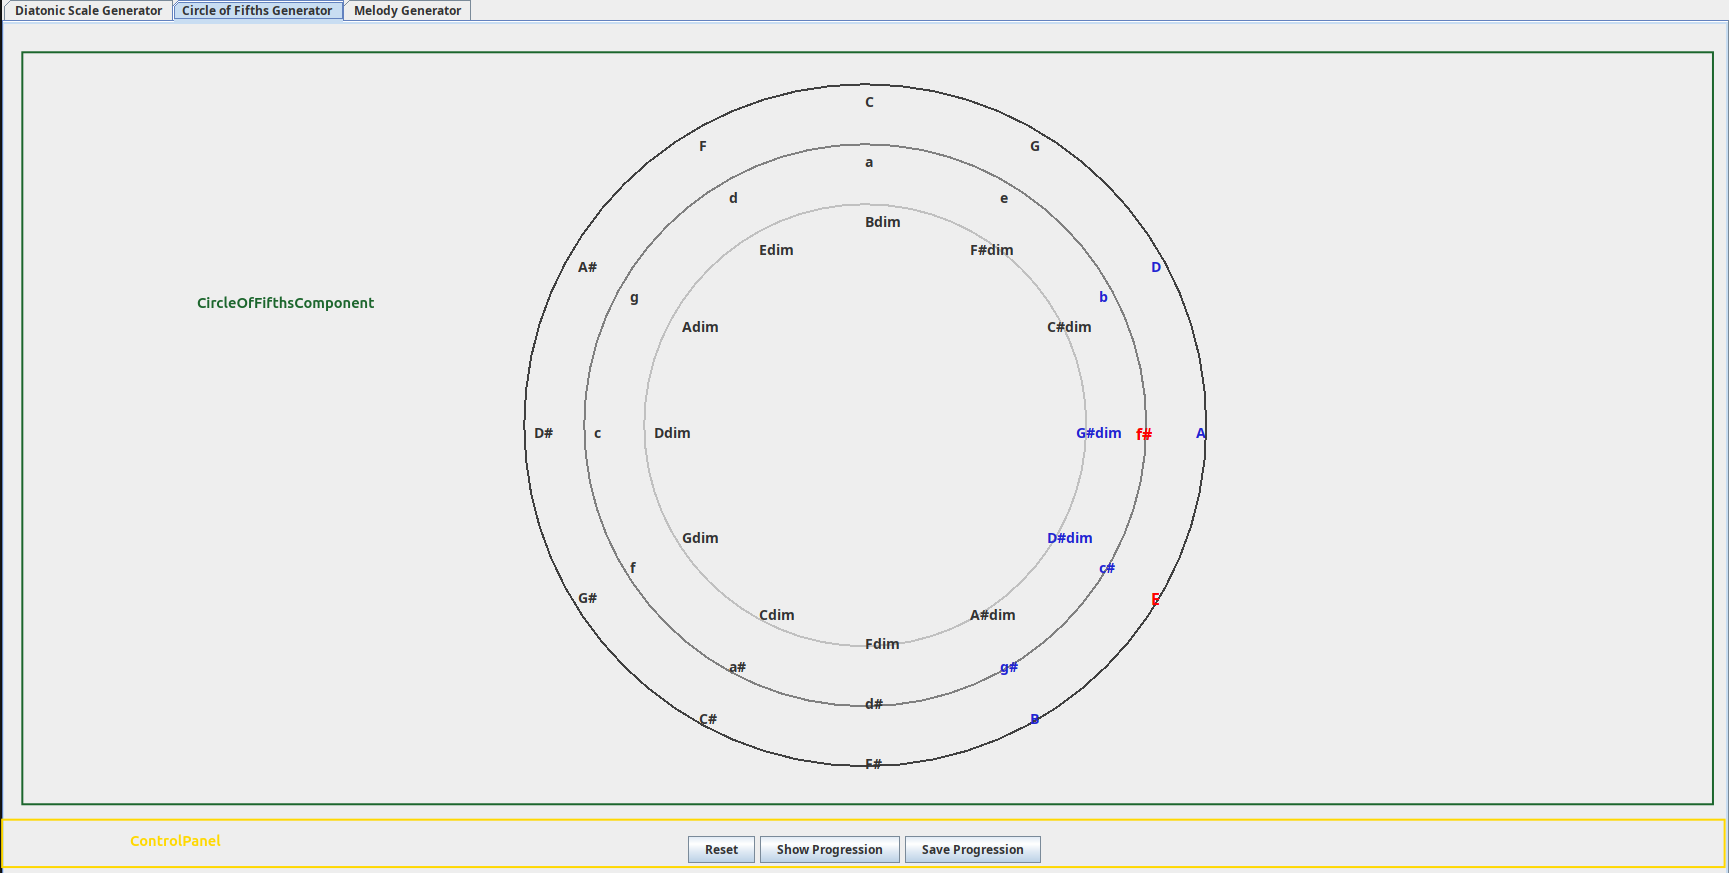 Diatonic Scale Generator
Circle of Fifths Generator
Melody Generator
C
F
G
a
d
e
Bdim
Edim
F#dim
A#
D
g
b
CircleOfFifthsComponent
Adim
C#dim
D#
c
Ddim
G#dim
f#
A
Gdim
D#dim
f
c#
G#
E
Cdim
A#dim
Fdim
a#
g#
d#
C#
B
F#
ControlPanel
Reset
Show Progression
Save Progression